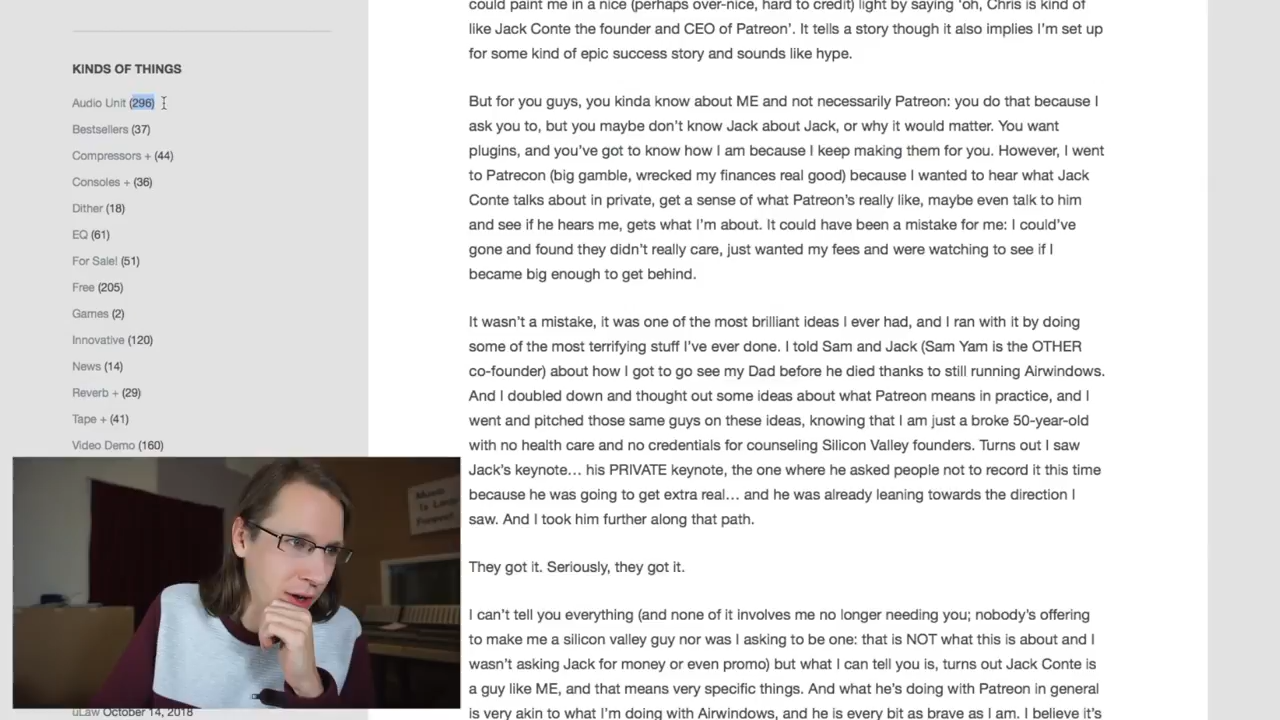 KINDS OF THINGS
Audio Unit (296)
Bestsellers (37)
Compressors + (44)
Consoles + (36)
Dither (18)
EQ (61)
For Sale! (51)
Free (205)
Games (2)
Innovative (120)
News (14)
Reverb + (29)
Tape + (41)
Video Demo (160)
Music
Is
uLaw October 14, 2018
could paint me in a nice (perhaps over-nice, hard to credit) light by saying 'oh, Chris is kind of
like Jack Conte the founder and CEO of Patreon'. It tells a story though it also implies I'm set up
for some kind of epic success story and sounds like hype.
But for you guys, you kinda know about ME and not necessarily Patreon: you do that because I
ask you to, but you maybe don't know Jack about Jack, or why it would matter. You want
plugins, and you've got to know how I am because I keep making them for you. However, I went
to Patrecon (big gamble, wrecked my finances real good) because I wanted to hear what Jack
Conte talks about in private, get a sense of what Patreon's really like, maybe even talk to him
and see if he hears me, gets what I'm about. It could have been a mistake for me: I could've
gone and found they didn't really care, just wanted my fees and were watching to see if I
became big enough to get behind.
It wasn't a mistake, it was one of the most brilliant ideas I ever had, and I ran with it by doing
some of the most terrifying stuff I've ever done. I told Sam and Jack (Sam Yam is the OTHER
co-founder) about how I got to go see my Dad before he died thanks to still running Airwindows.
And I doubled down and thought out some ideas about what Patreon means in practice, and I
went and pitched those same guys on these ideas, knowing that I am just a broke 50-year-old
with no health care and no credentials for counseling Silicon Valley founders. Turns out I saw
Jack's keynote… his PRIVATE keynote, the one where he asked people not to record it this time
because he was going to get extra real… and he was already leaning towards the direction I
saw. And I took him further along that path.
They got it. Seriously, they got it.
I can't tell you everything (and none of it involves me no longer needing you; nobody's offering
to make me a silicon valley guy nor was I asking to be one: that is NOT what this is about and I
wasn't asking Jack for money or even promo) but what I can tell you is, turns out Jack Conte is
a guy like ME, and that means very specific things. And what he's doing with Patreon in general
is very akin to what I'm doing with Airwindows, and he is every bit as brave as I am. I believe it's